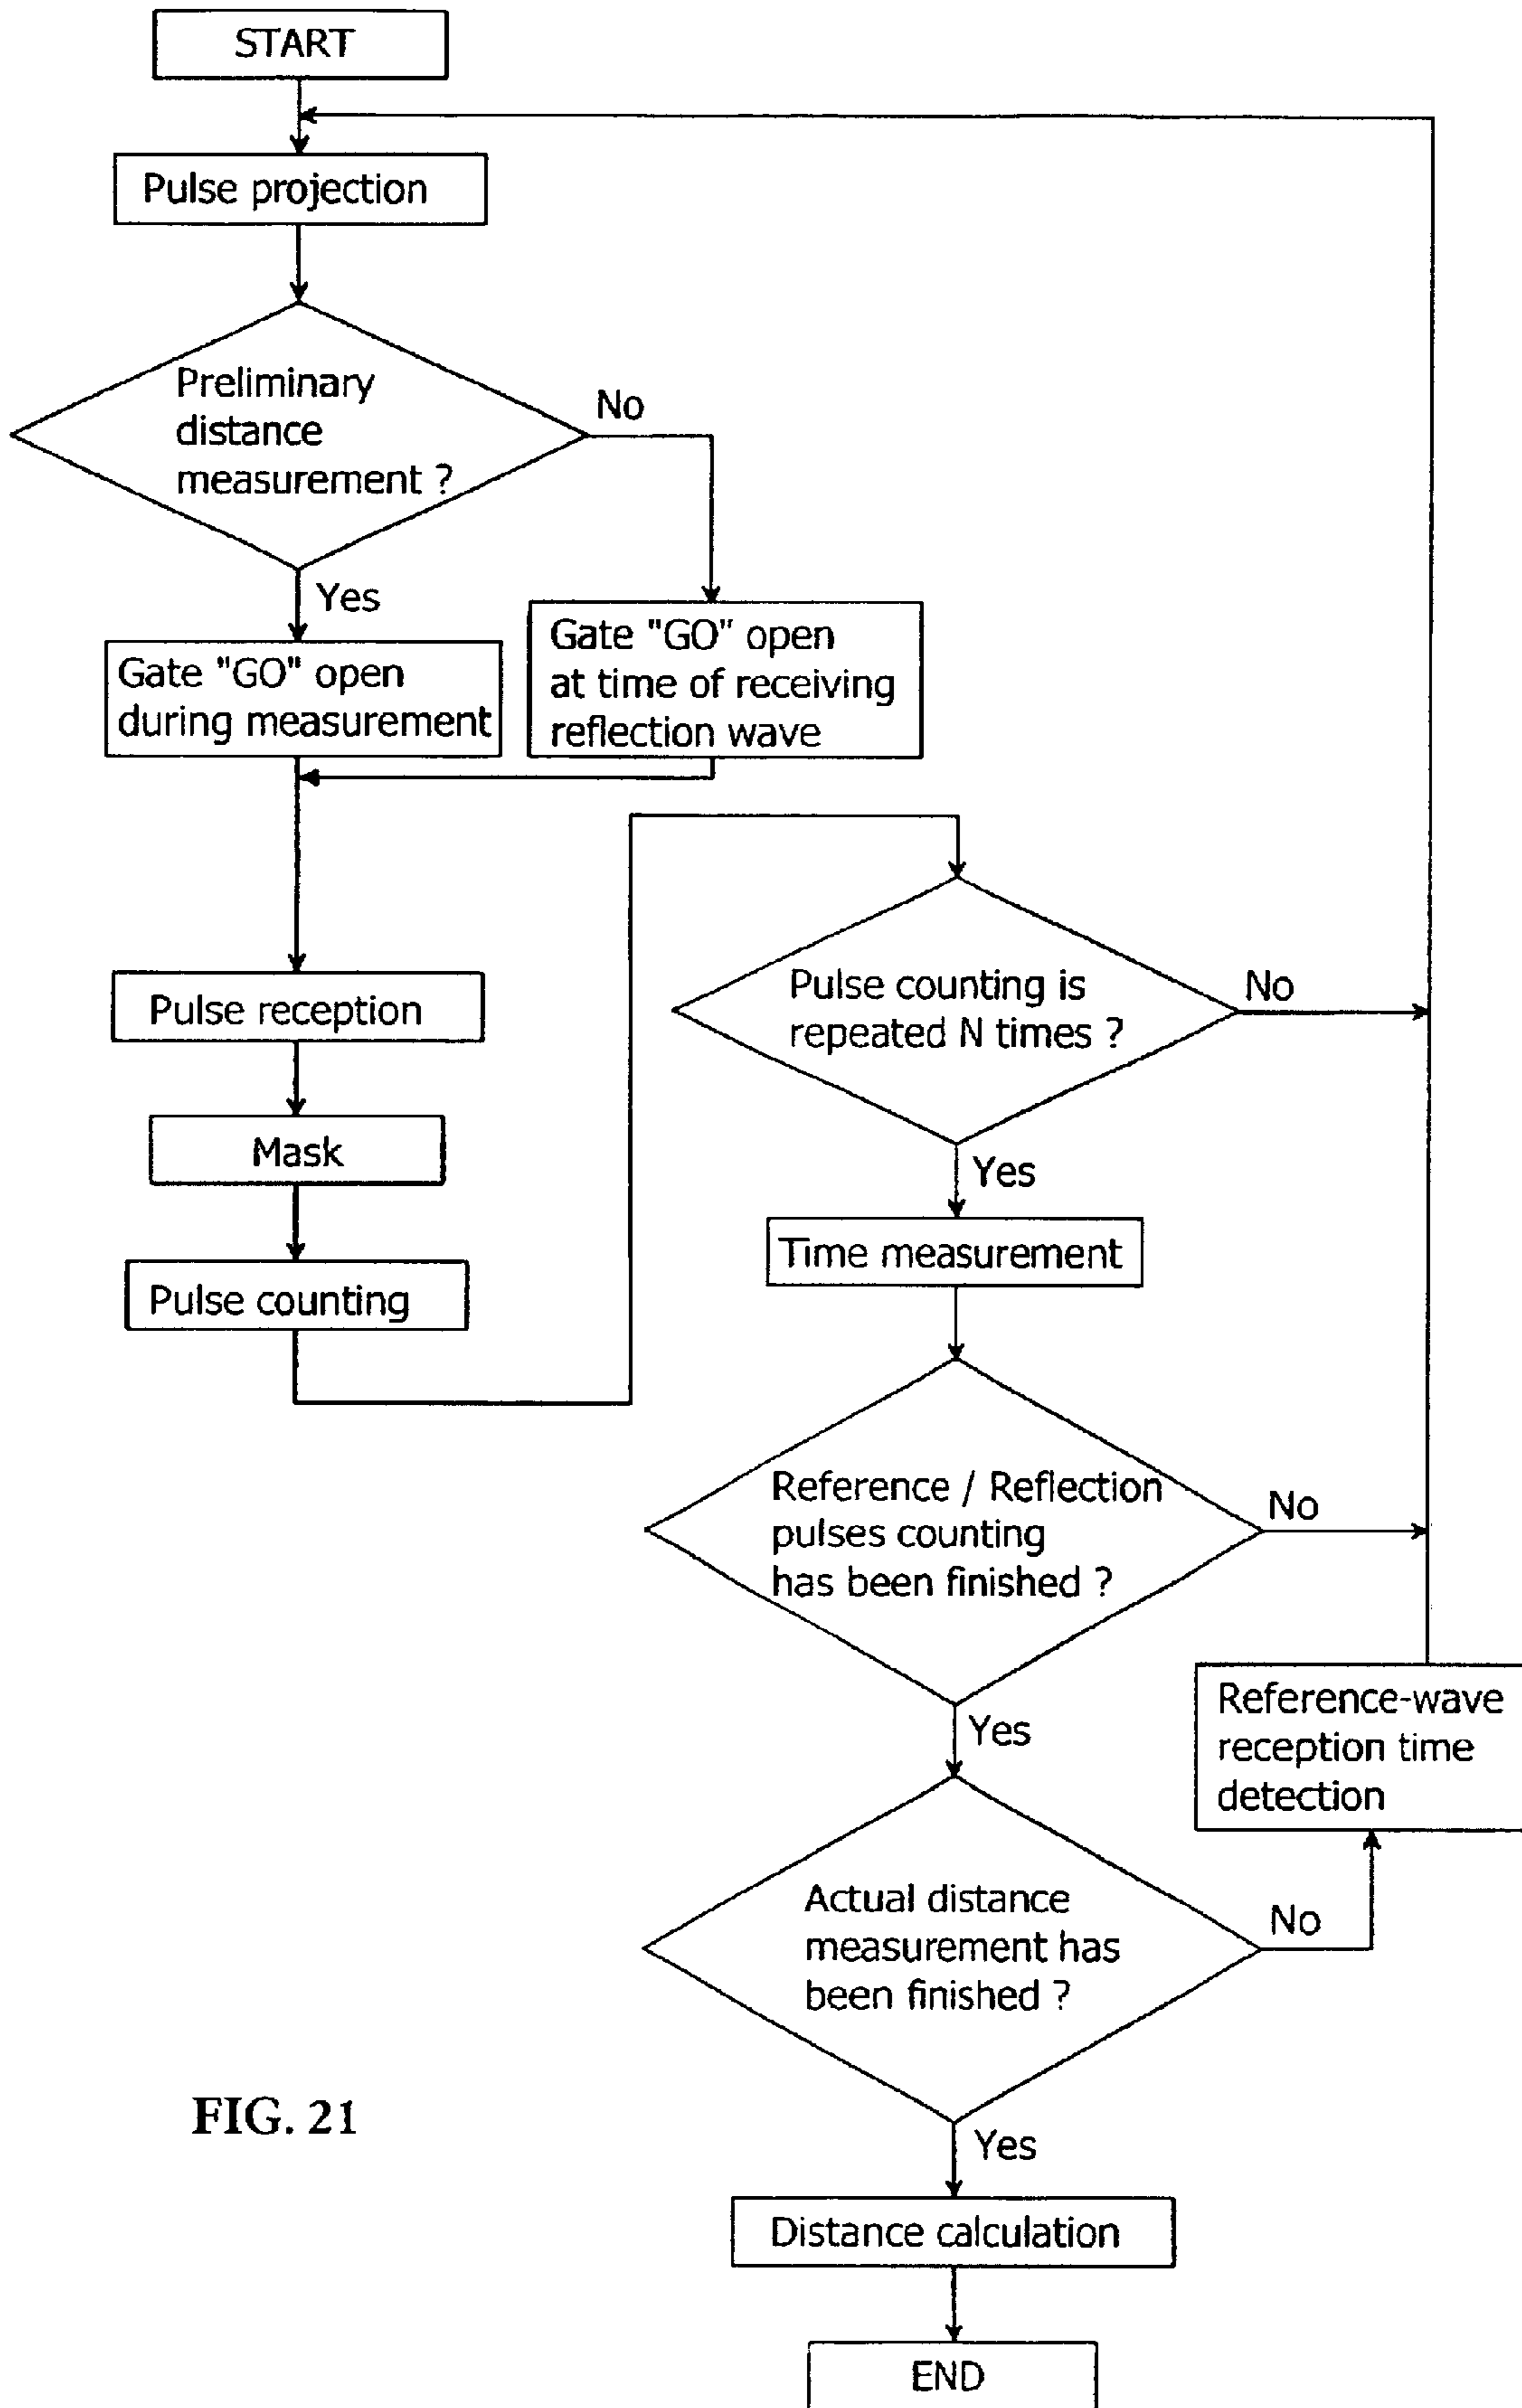 START
Pulse projection
Preliminary
distance
measurement ?
No
Yes
Gate "GO" open
during measurement
Gate "GO" open
at time of receiving
reflection wave
Pulse reception
Mask
Pulse counting
Pulse counting is
repeated N times ?
No
Yes
Time measurement
Reference / Reflection
pulses counting
has been finished ?
No
Yes
Reference-wave
reception time
detection
Actual distance
measurement has
been finished ?
No
Yes
Distance calculation
END
FIG. 21